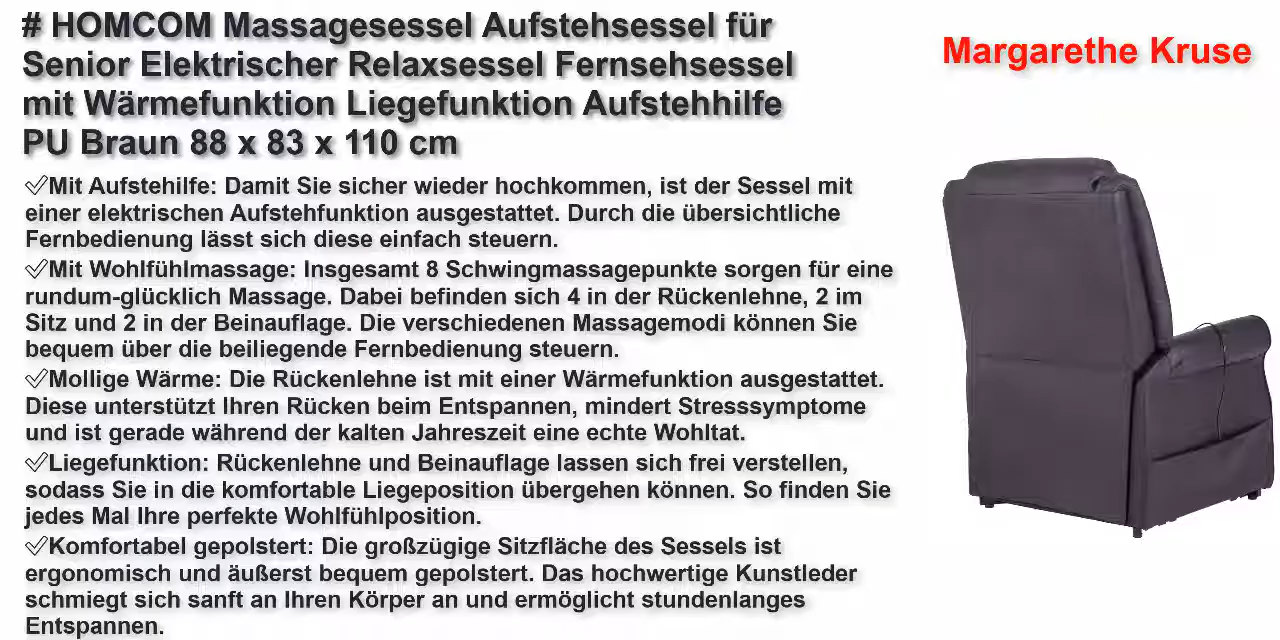 # HOMCOM Massagesessel Aufstehsessel für
Senior Elektrischer Relaxsessel Fernsehsessel
mit Wärmefunktion Liegefunktion Aufstehhilfe
PU Braun 88 x 83 x 110 cm
Margarethe Kruse
✅Mit Aufstehilfe: Damit Sie sicher wieder hochkommen, ist der Sessel mit
einer elektrischen Aufstehfunktion ausgestattet. Durch die übersichtliche
Fernbedienung lässt sich diese einfach steuern.
✅Mit Wohlfühlmassage: Insgesamt 8 Schwingmassagepunkte sorgen für eine
rundum-glücklich Massage. Dabei befinden sich 4 in der Rückenlehne, 2 im
Sitz und 2 in der Beinauflage. Die verschiedenen Massagemodi können Sie
bequem über die beiliegende Fernbedienung steuern.
✅Mollige Wärme: Die Rückenlehne ist mit einer Wärmefunktion ausgestattet.
Diese unterstützt Ihren Rücken beim Entspannen, mindert Stresssymptome
und ist gerade während der kalten Jahreszeit eine echte Wohltat.
✅Liegefunktion: Rückenlehne und Beinauflage lassen sich frei verstellen,
sodass Sie in die komfortable Liegeposition übergehen können. So finden Sie
jedes Mal Ihre perfekte Wohlfühlposition.
✅Komfortabel gepolstert: Die großzügige Sitzfläche des Sessels ist
ergonomisch und äußerst bequem gepolstert. Das hochwertige Kunstleder
schmiegt sich sanft an Ihren Körper an und ermöglicht stundenlanges
Entspannen.